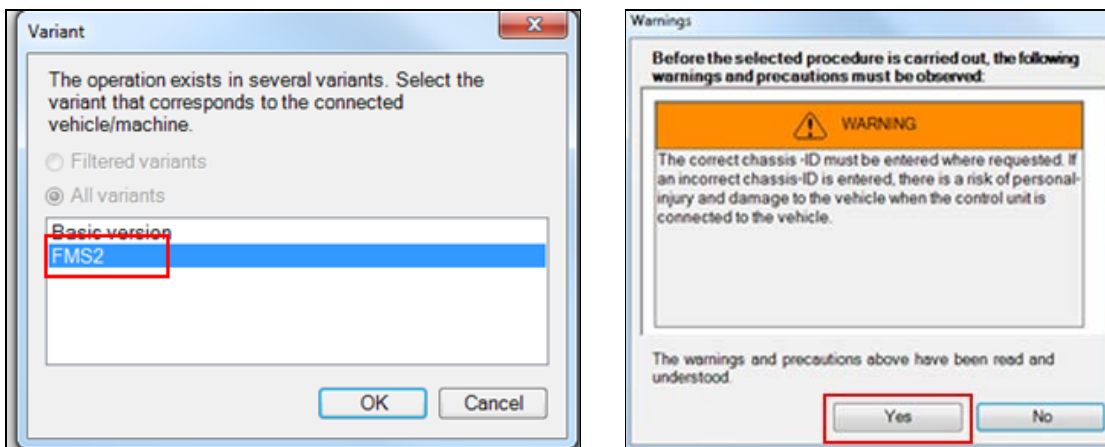 Variant
The operation exists in several variants. Select the
variant that corresponds to the connected
vehicle/machine.
Filtered variants
All variants
Basic version
FMS2
OK
Cancel
Warnings
Before the selected procedure is carried out, the following
warnings and precautions must be observed:
WARNING
The correct chassis -ID must be entered where requested. If
an incorrect chassis-ID is entered, there is a risk of personal-
injury and damage to the vehicle when the control unit is
connected to the vehicle.
The warnings and precautions above have been read and
understood.
Yes
No